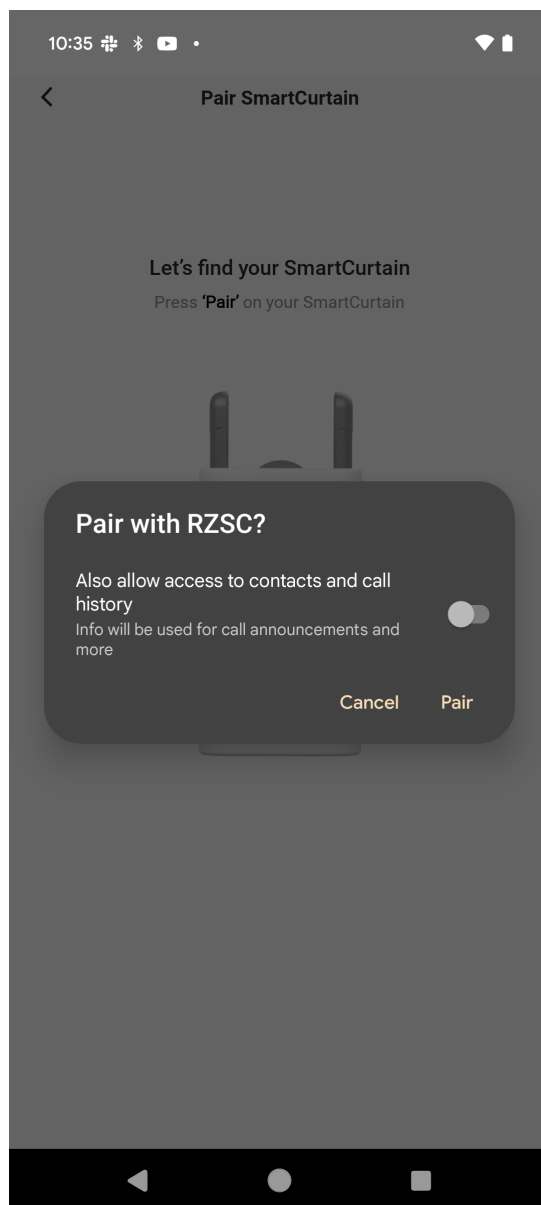 10:35
Pair SmartCurtain
Let's find your SmartCurtain
Press 'Pair' on your SmartCurtain
Pair with RZSC?
Also allow access to contacts and call
history
Info will be used for call announcements and
more
Cancel Pair